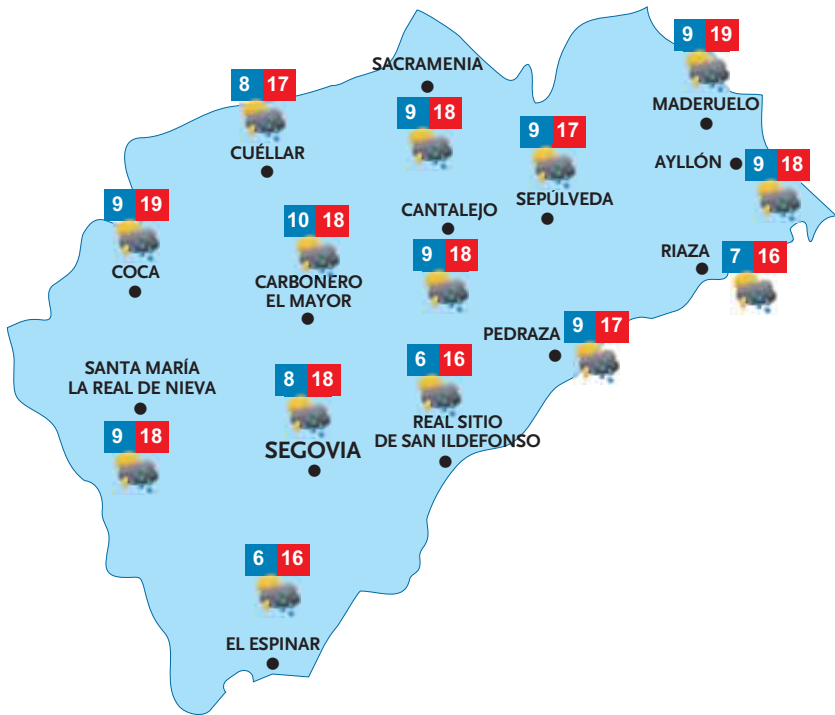 9 19
SACRAMENIA
8 17
MADERUELO
9 18
9 17
CUÉLLAR
AYLLÓN
9 18
9 19
SEPÚLVEDA
CANTALEJO
10 18
COCA
9 18
RIAZA
7 16
CARBONERO
EL MAYOR
PEDRAZA
9 17
SANTA MARÍA
LA REAL DE NIEVA
8 18
6 16
REAL SITIO
DE SAN ILDEFONSO
9 18
SEGOVIA
6 16
EL ESPINAR